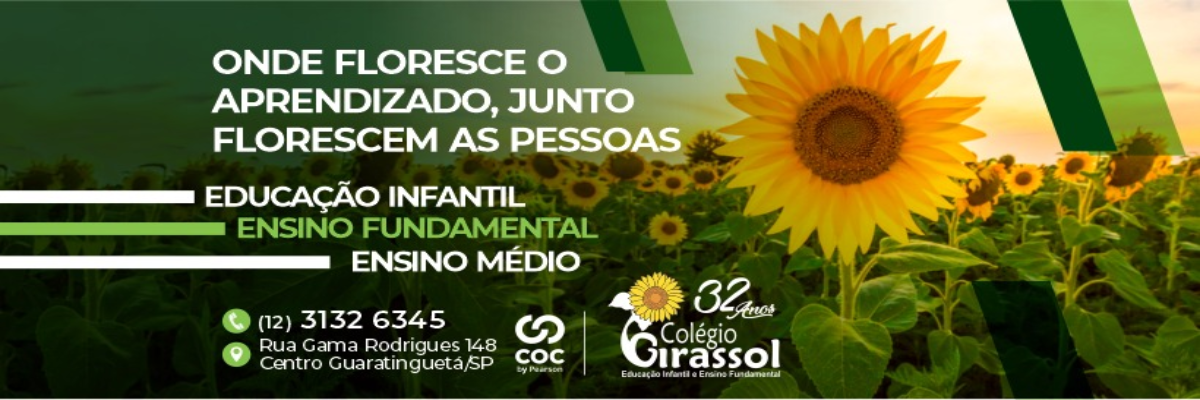 ONDE FLORESCE O
APRENDIZADO, JUNTO
FLORESCEM AS PESSOAS
EDUCAÇÃO INFANTIL
ENSINO FUNDAMENTAL
ENSINO MÉDIO
(12) 3132 6345
Rua Gama Rodrigues 148
Centro Guaratinguetá/SP
coc
by Pearson
32 Anos
Colégio
Girassol
Educação Infantil e Ensino Fundamental